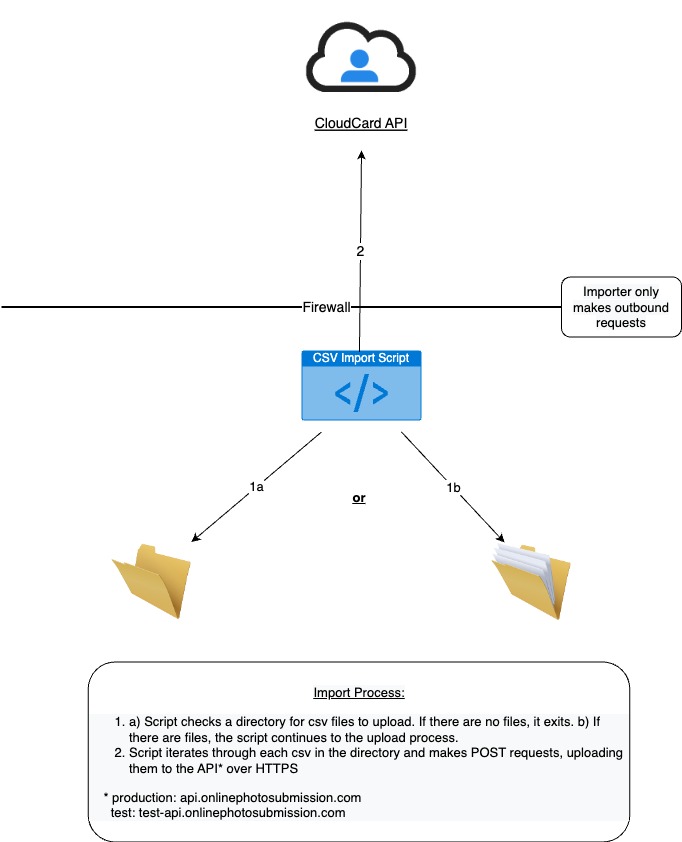 CloudCard API
2
Firewall
Importer only
makes outbound
requests
CSV Import Script
</>
1a
1b
or
Import Process:
1. a) Script checks a directory for csv files to upload. If there are no files, it exits. b) If
there are files, the script continues to the upload process.
2. Script iterates through each csv in the directory and makes POST requests, uploading
them to the API* over HTTPS
* production: api.onlinephotosubmission.com
test: test-api.onlinephotosubmission.com